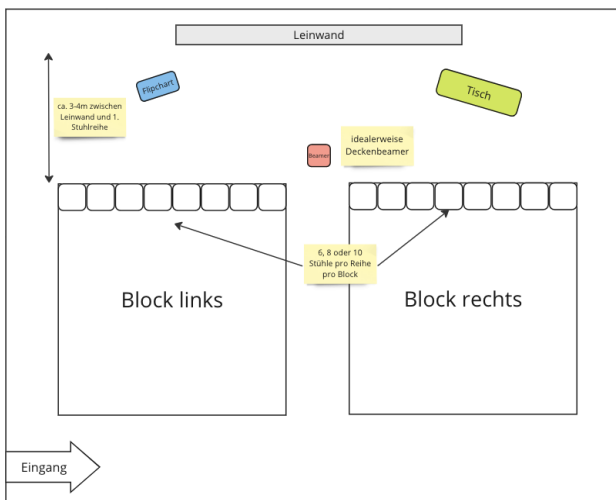 Leinwand
Flipchart
Tisch
ca. 3-4m zwischen
Leinwand und 1.
Stuhlreihe
Beamer
idealerweise
Deckenbeamer
6, 8 oder 10
Stühle pro Reihe
pro Block
Block links
Block rechts
Eingang